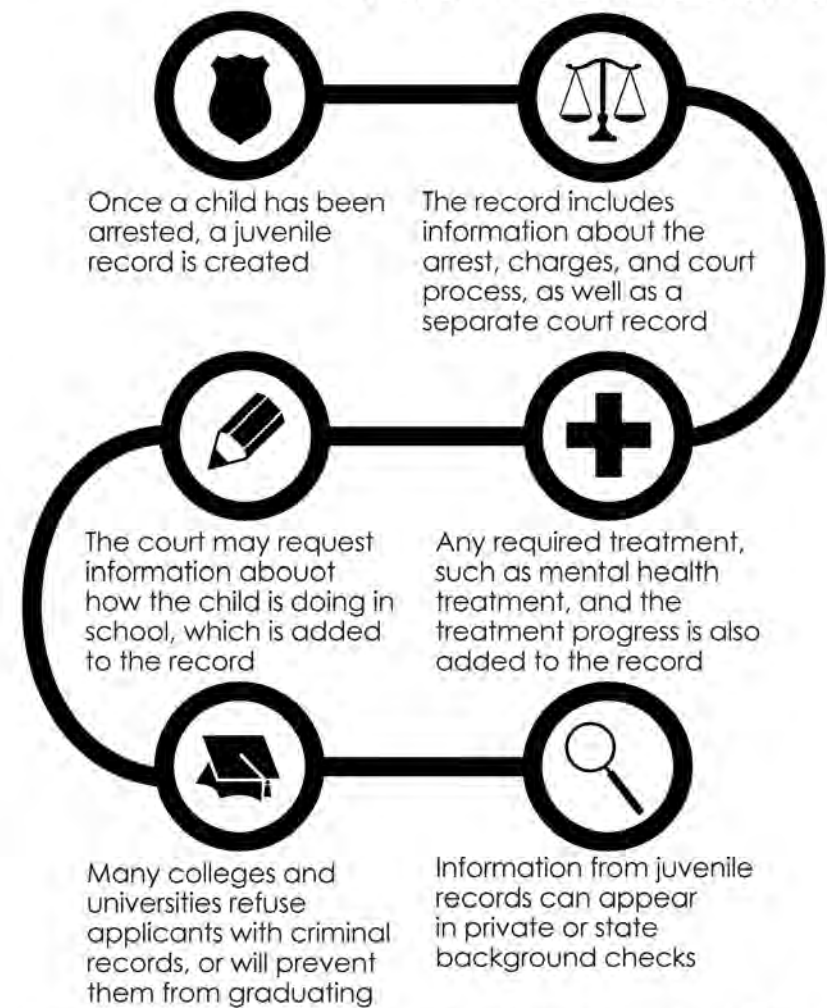 Once a child has been
arrested, a juvenile
record is created
The record includes
information about the
arrest, charges, and court
process, as well as a
separate court record
Any required treatment,
such as mental health
treatment, and the
treatment progress is also
added to the record
The court may request
information abouot
how the child is doing in
school, which is added
to the record
Many colleges and
universities refuse
applicants with criminal
records, or will prevent
them from graduating
Information from juvenile
records can appear
in private or state
background checks